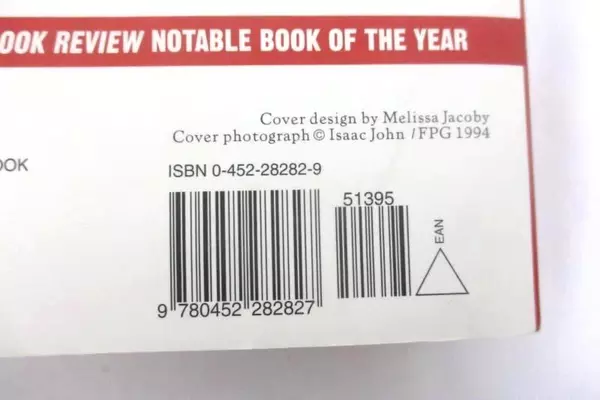 OOK REVIEW NOTABLE BOOK OF THE YEAR
Cover design by Melissa Jacoby
Cover photograph © Isaac John / FPG 1994
OOK
ISBN 0-452-28282-9
51395
EAN
9 780452 282827